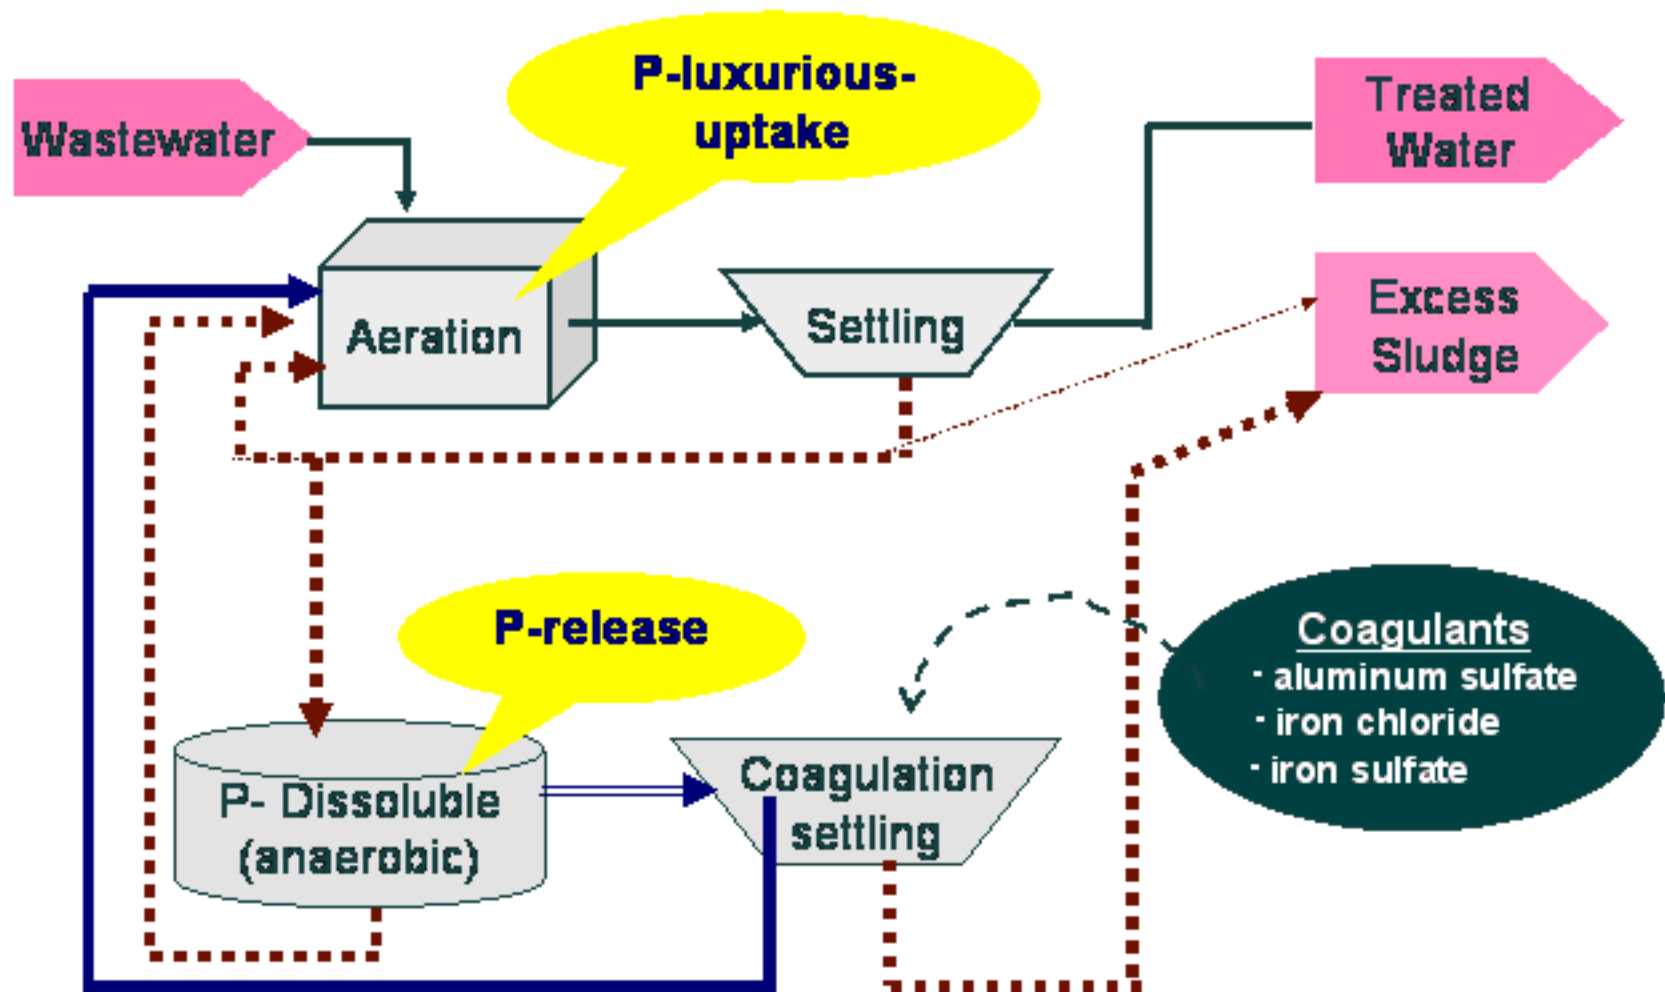 P-luxurious-
uptake
Wastewater
Treated
Water
Aeration
Settling
Excess
Sludge
P-release
Coagulants
- aluminum sulfate
- iron chloride
- iron sulfate
P- Dissoluble
(anaerobic)
Coagulation
settling